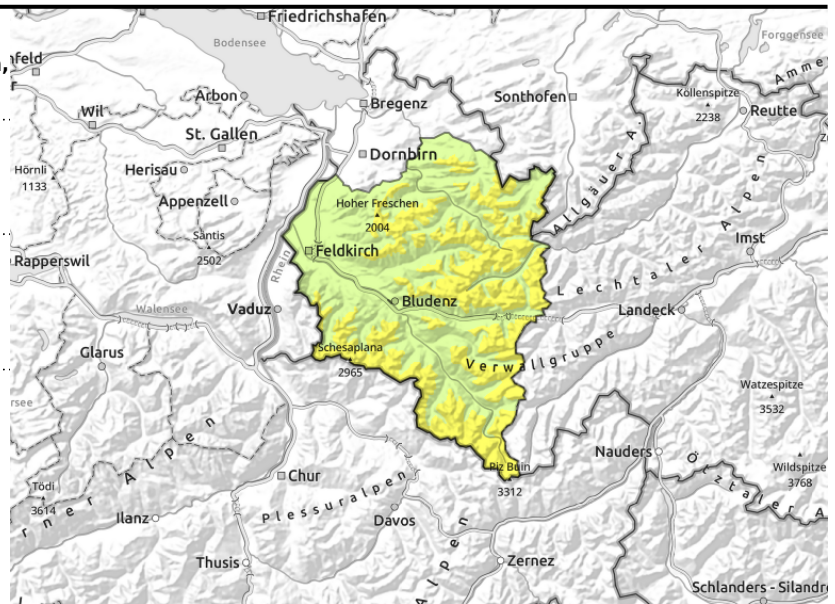 Friedrichshafen
Bodensee
Forggensee
nfeld
Arbon
Sonthofen
Köllenspitze
2238
Reutte
Wil
Bregenz
St. Gallen
Dornbirn
Hörnli
1133
Herisau
Appenzell
Hoher Freschen
2004
Allgäuer A.
Säntis
2502
Feldkirch
Imst
Rapperswil
Rhein
Lechtaler Alpen
Walensee
Vaduz
Bludenz
Landeck
Glarus
Schesaplana
2965
Verwallgruppe
Watzespitze
3532
Nauders
Wildspitze
3768
Piz Buin
3312
Ötztaler A
Tödi
3614
rner Alpen
Chur
Plessuralpen
Ilanz
Davos
Alpen
Thusis
Zernez
Schlanders - Silandro